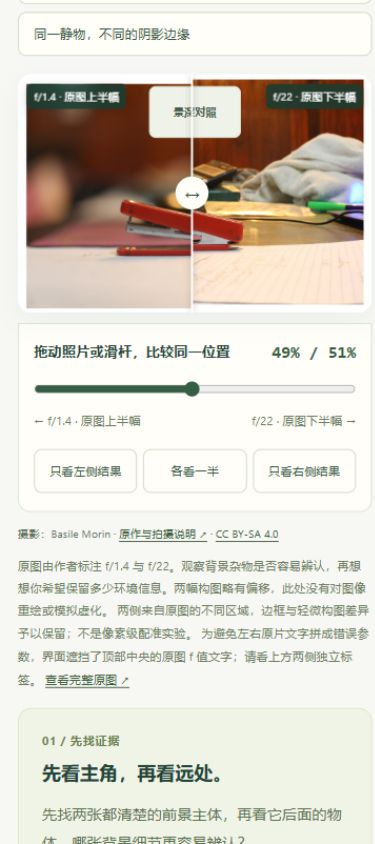 同一静物，不同的阴影边缘
f/1.4 · 原图上半幅
景深对照
f/22 · 原图下半幅
↔
拖动照片或滑杆，比较同一位置
49% / 51%
← f/1.4 · 原图上半幅
f/22 · 原图下半幅 →
只看左侧结果
各看一半
只看右侧结果
摄影：Basile Morin · 原作与拍摄说明 ↗ · CC BY-SA 4.0
原图由作者标注 f/1.4 与 f/22。观察背景杂物是否容易辨认，再想
想你希望保留多少环境信息。两幅构图略有偏移，此处没有对图像
重绘或模拟虚化。 两侧来自原图的不同区域，边框与轻微构图差异
予以保留；不是像素级配准实验。 为避免左右原片文字拼成错误参
数，界面遮挡了顶部中央的原图 f 值文字；请看上方两侧独立标
签。 查看完整原图 ↗
01 / 先找证据
先看主角，再看远处。
先找两张都清楚的前景主体，再看它后面的物
体。哪张背景细节更容易辨认？